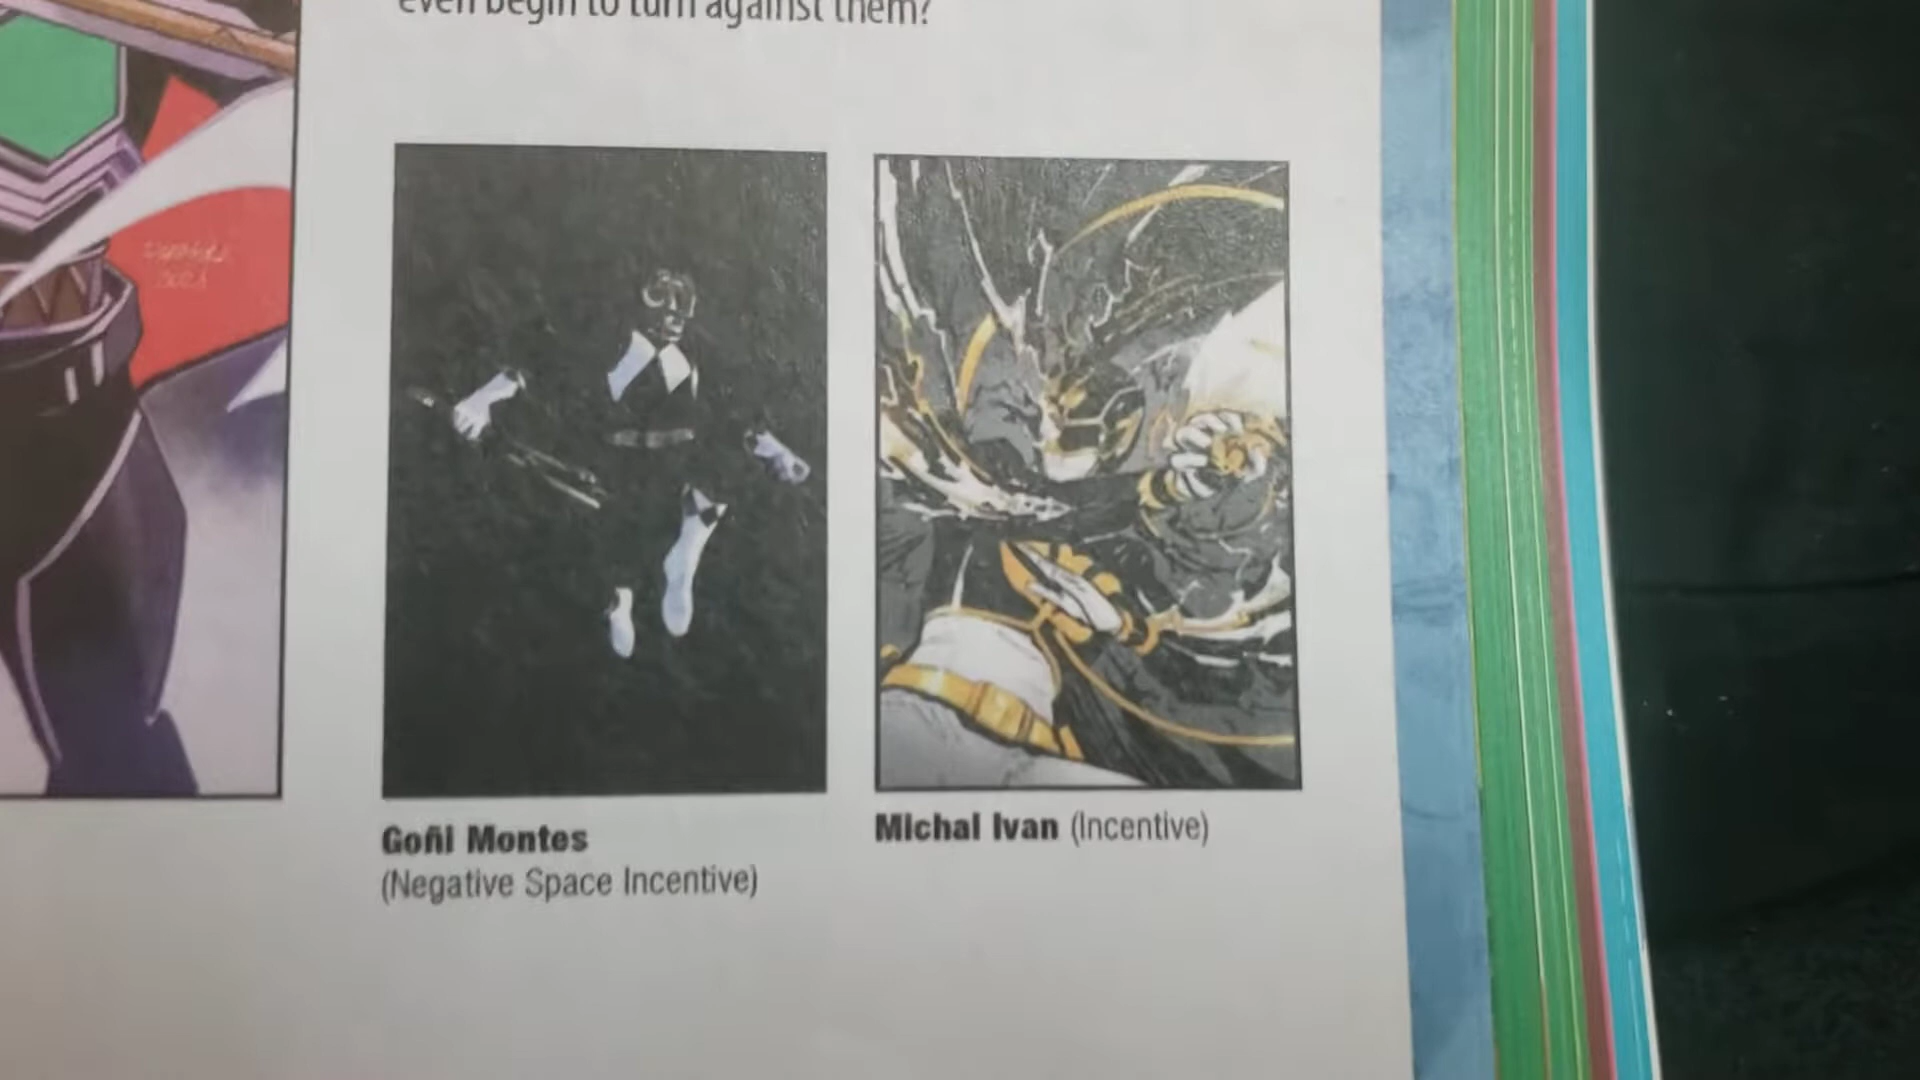 even begin to turn against them?
Goñi Montes
(Negative Space Incentive)
Michal Ivan (Incentive)